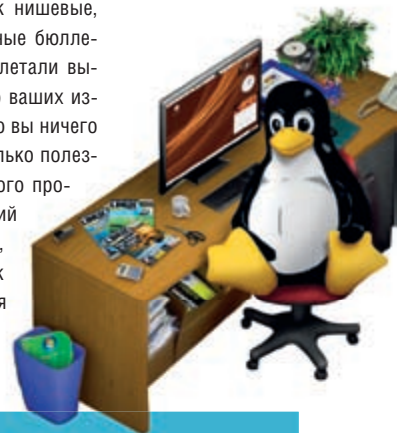 к нишевые,
ные бюлле-
летали вы-
о ваших из-
о вы ничего
лько полез-
ого про-
ий
,
к
я